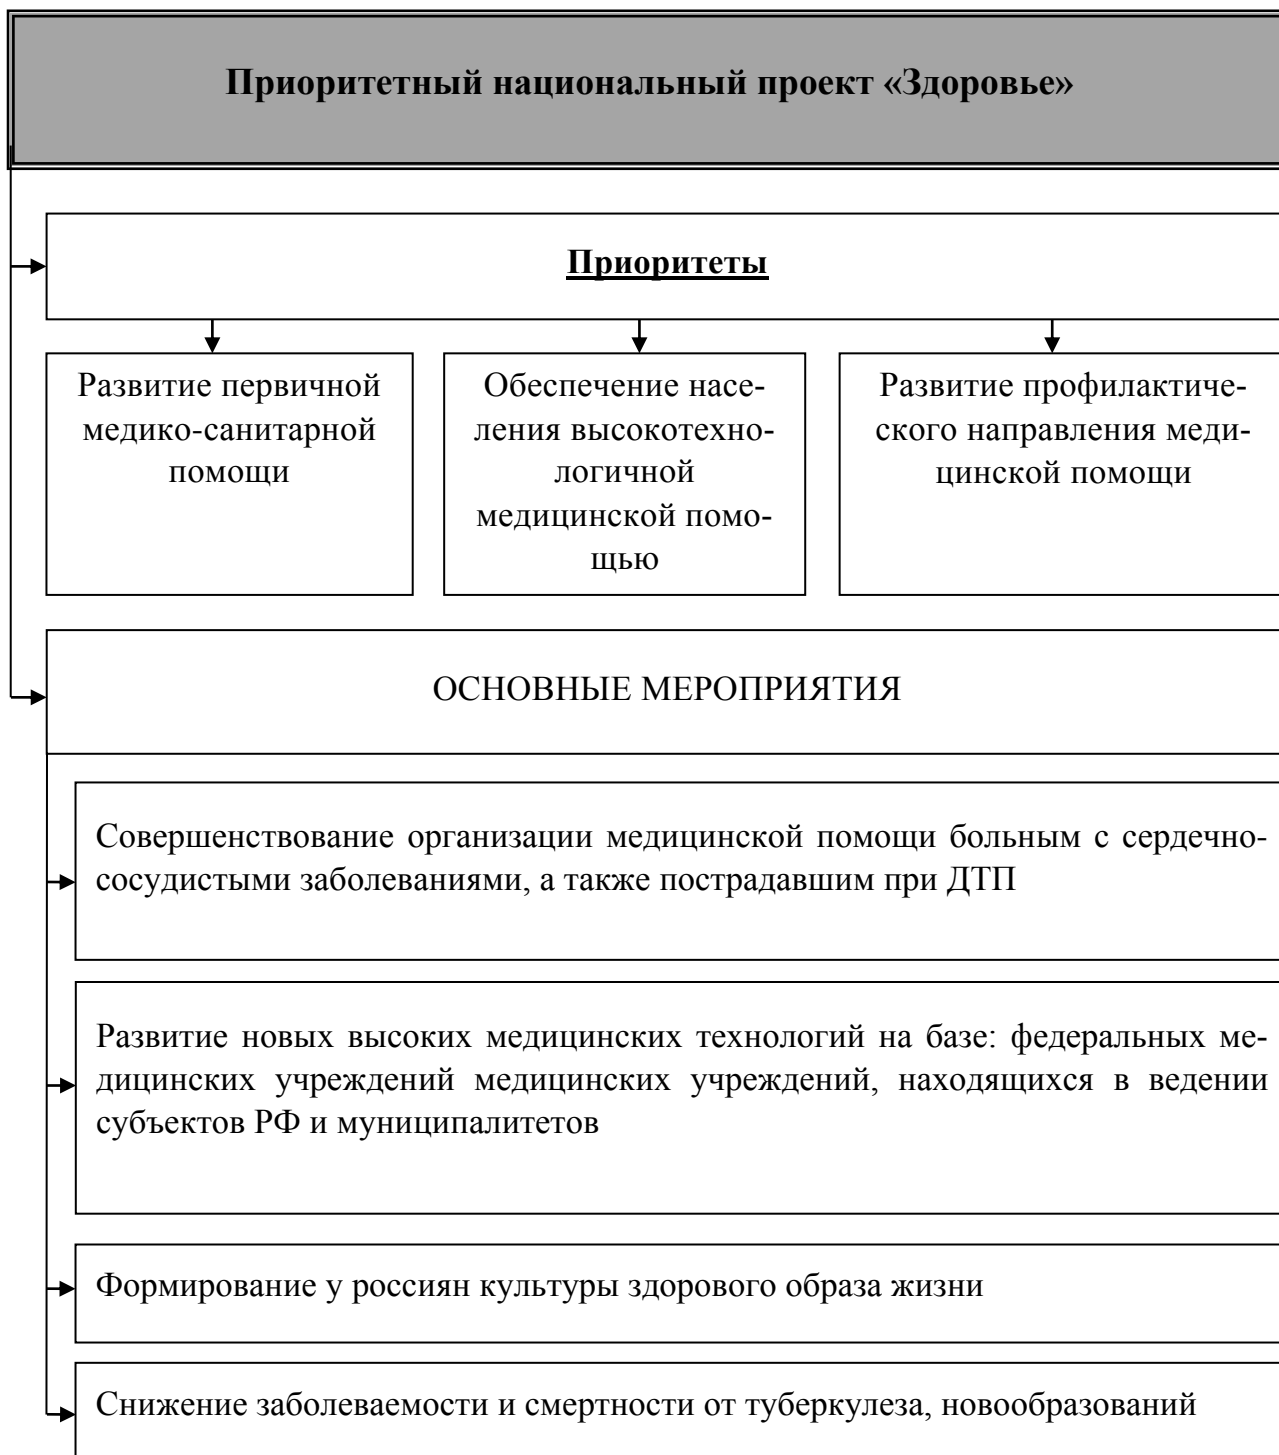 Приоритетный национальный проект «Здоровье»
Приоритеты
Развитие первичной
медико-санитарной
помощи
Обеспечение насе-
ления высокотехно-
логичной
медицинской помо-
щью
Развитие профилактиче-
ского направления меди-
цинской помощи
ОСНОВНЫЕ МЕРОПРИЯТИЯ
Совершенствование организации медицинской помощи больным с сердечно-
сосудистыми заболеваниями, а также пострадавшим при ДТП
Развитие новых высоких медицинских технологий на базе: федеральных ме-
дицинских учреждений медицинских учреждений, находящихся в ведении
субъектов РФ и муниципалитетов
Формирование у россиян культуры здорового образа жизни
Снижение заболеваемости и смертности от туберкулеза, новообразований